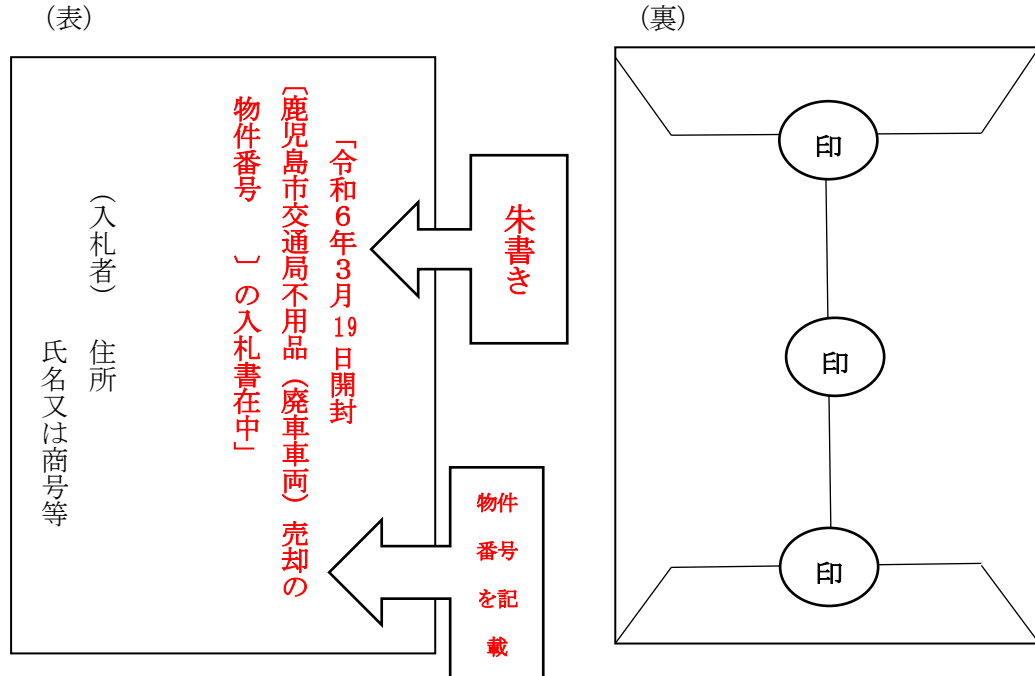 （表）
「令和６年３月19日開封
〔鹿児島市交通局不用品（廃車車両）売却の
物件番号　　〕の入札書在中」
（入札者）　住所
氏名又は商号等
朱書き
物件
番号
を記
載
（裏）
印
印
印